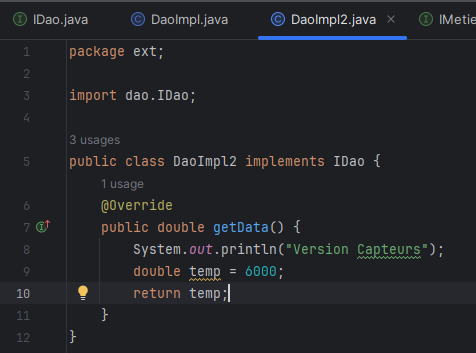 IDao.java DaoImpl.java DaoImpl2.java × IMetie
1 package ext;
2
3 import dao.IDao;
4
3 usages
5 public class DaoImpl2 implements IDao {
1 usage
6 @Override
7 public double getData() {
8 System.out.println("Version Capteurs");
9 double temp = 6000;
10 return temp;
11 }
12 }